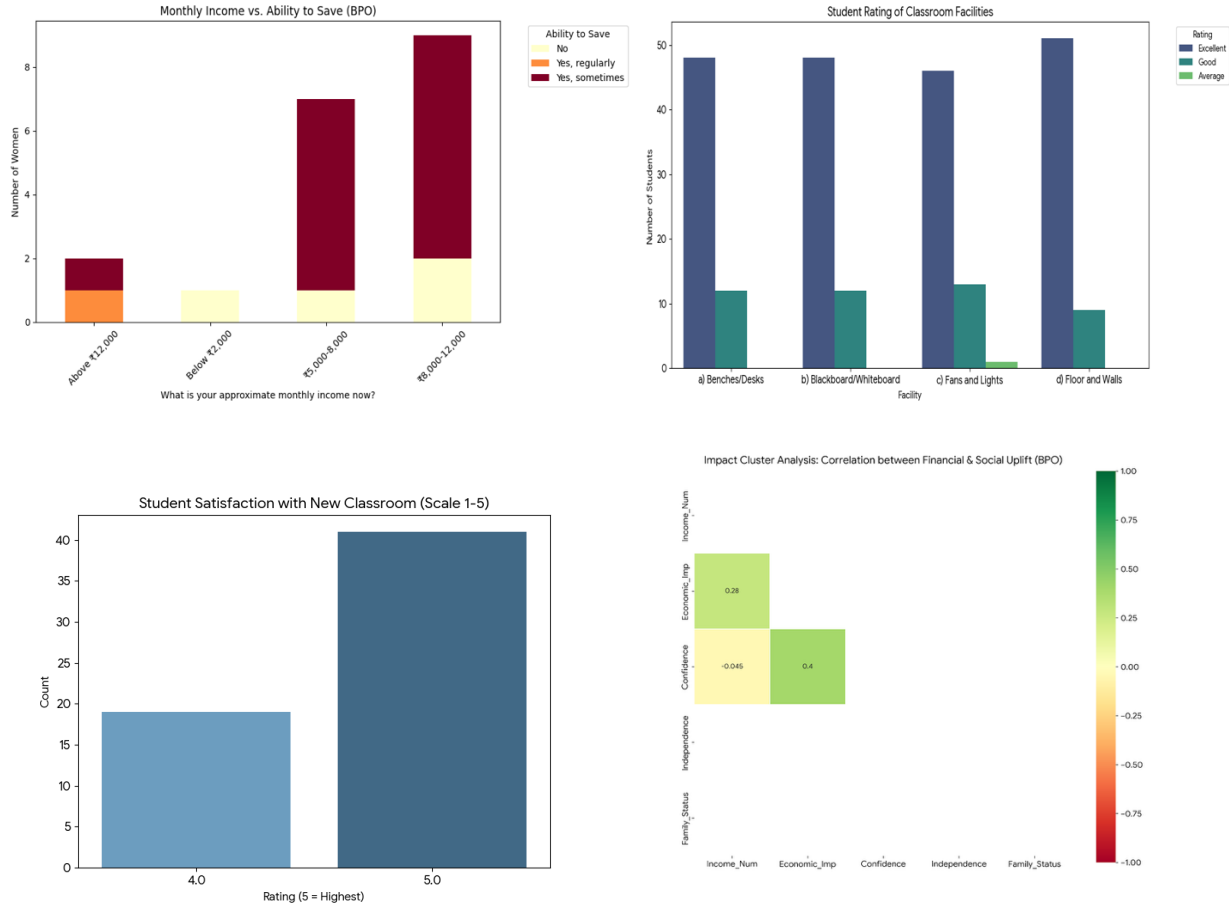 Monthly Income vs. Ability to Save (BPO)
Ability to Save
No
Yes, regularly
Yes, sometimes
8
6
4
2
0
Number of Women
Above ₹12,000
Below ₹2,000
₹5,000-8,000
₹8,000-12,000
What is your approximate monthly income now?
Student Rating of Classroom Facilities
Rating
Excellent
Good
Average
50
40
30
20
10
0
Number of Students
a) Benches/Desks
b) Blackboard/Whiteboard
c) Fans and Lights
d) Floor and Walls
Facility
Student Satisfaction with New Classroom (Scale 1-5)
40
35
30
25
20
15
10
5
0
Count
4.0
5.0
Rating (5 = Highest)
Impact Cluster Analysis: Correlation between Financial & Social Uplift (BPO)
Income_Num
Economic_Imp
Confidence
Independence
Family_Status
0.28
-0.045
0.4
Income_Num
Economic_Imp
Confidence
Independence
Family_Status
1.00
0.75
0.50
0.25
0.00
−0.25
−0.50
−0.75
−1.00